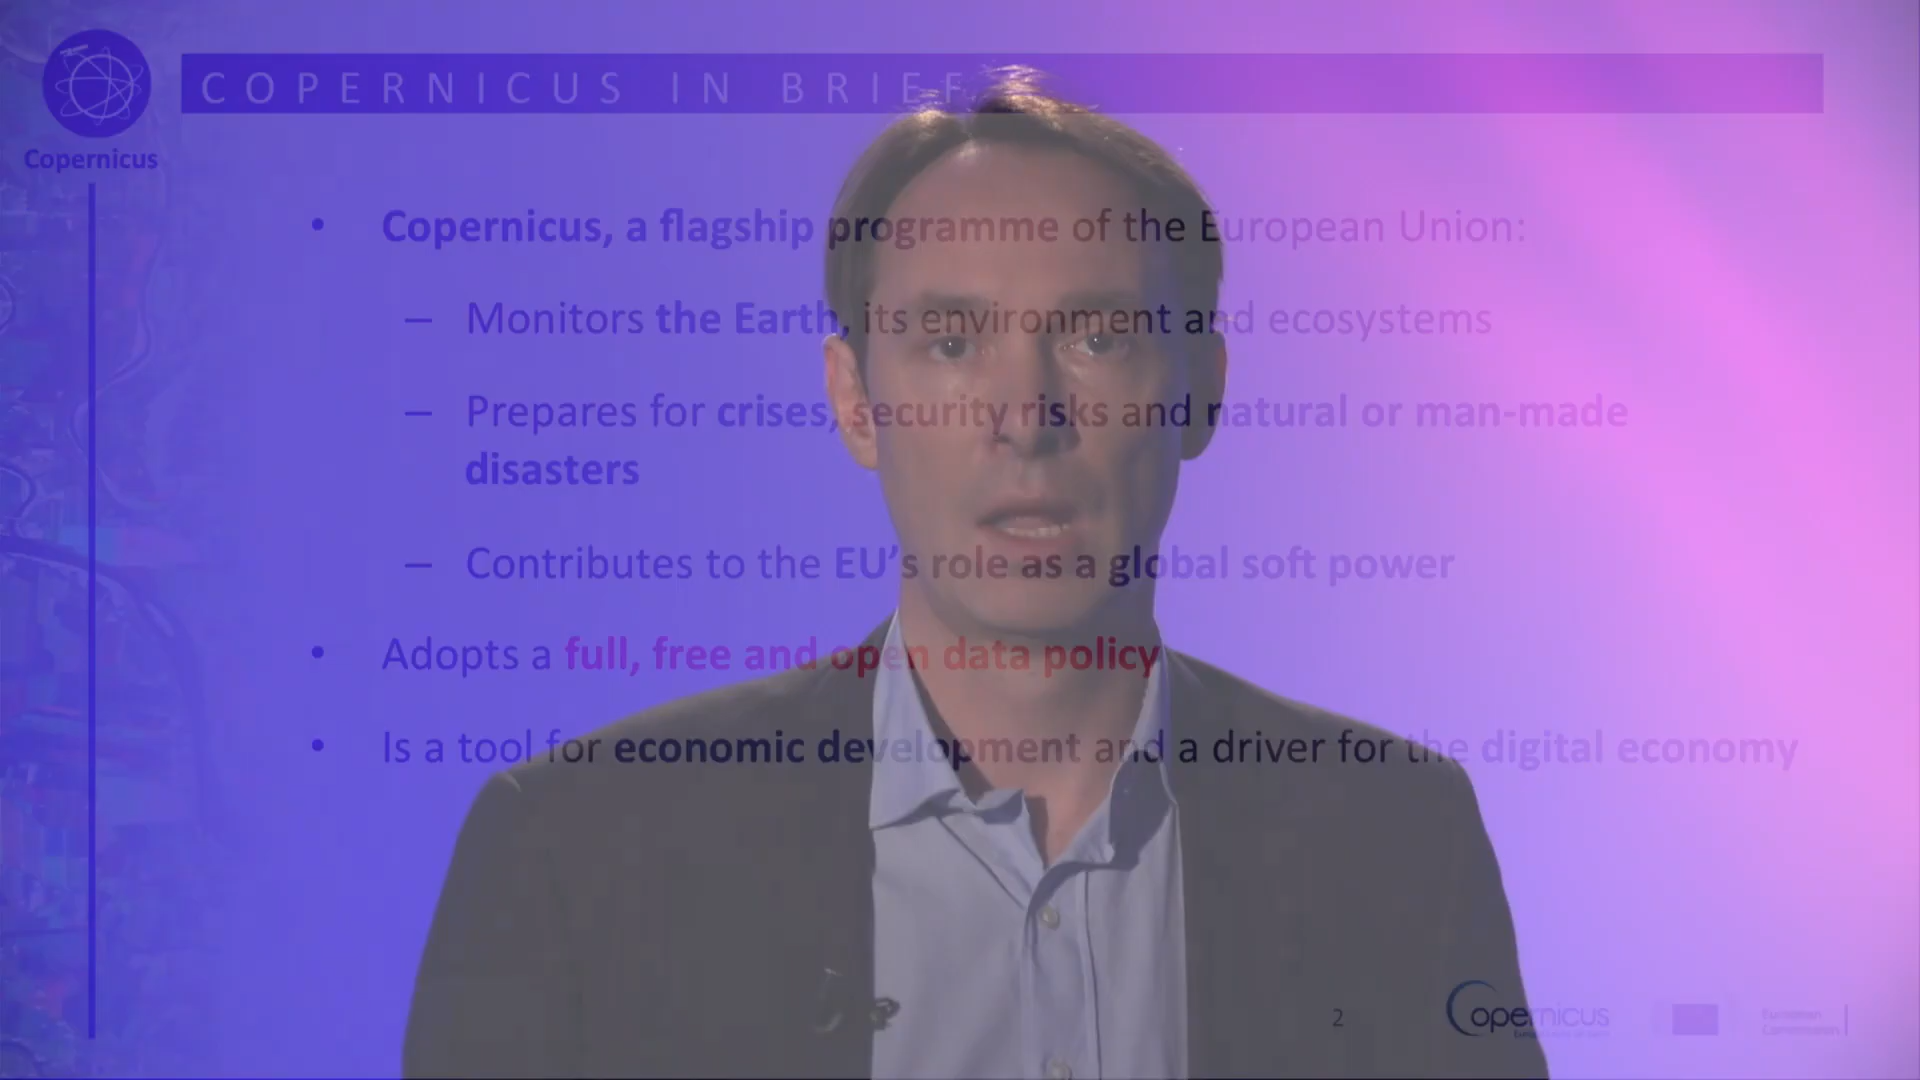 COPERNICUS IN BRIEF
Copernicus
• Copernicus, a flagship programme of the European Union:
– Monitors the Earth, its environment and ecosystems
– Prepares for crises, security risks and natural or man-made
disasters
– Contributes to the EU's role as a global soft power
• Adopts a full, free and open data policy
• Is a tool for economic development and a driver for the digital economy
2
Copernicus
European
Commission